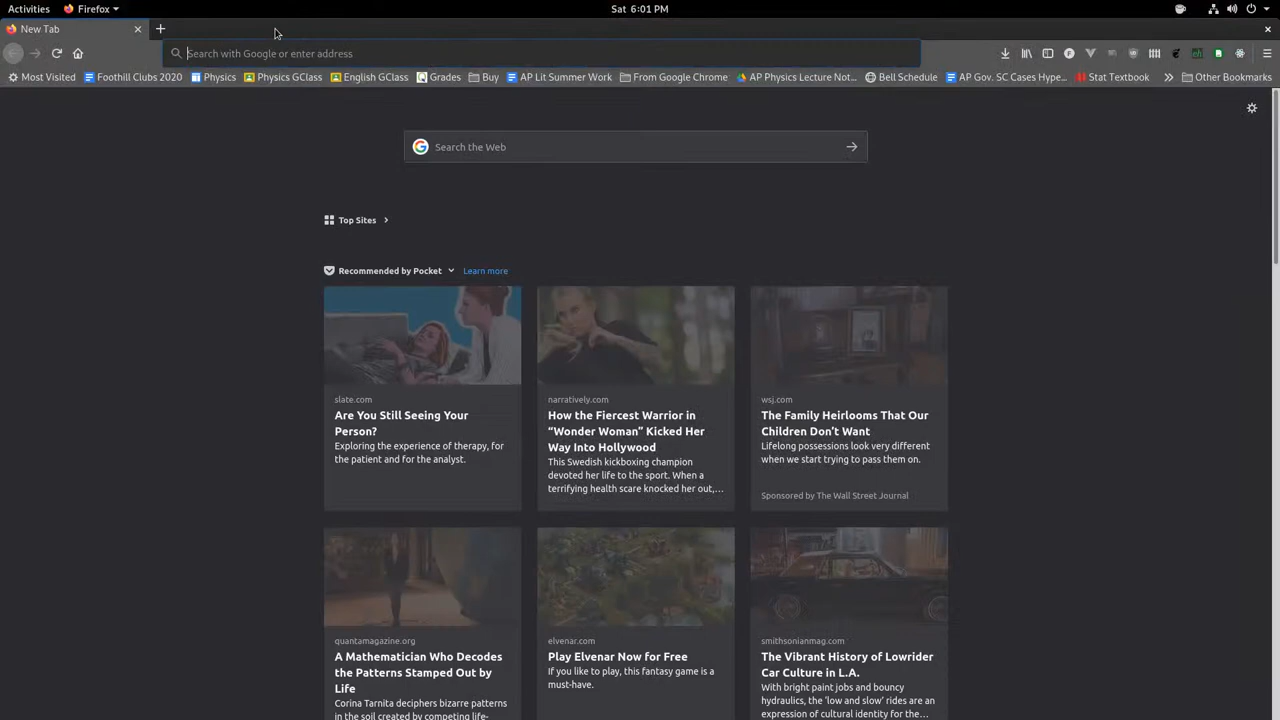 Activities Firefox Sat 6:01 PM
New Tab
Search with Google or enter address
Most Visited Foothill Clubs 2020 Physics Physics GClass English GClass Grades Buy AP Lit Summer Work From Google Chrome AP Physics Lecture Not... Bell Schedule AP Gov. SC Cases Hype... Stat Textbook Other Bookmarks
Search the Web
Top Sites
Recommended by Pocket Learn more
slate.com
Are You Still Seeing Your
Person?
Exploring the experience of therapy, for
the patient and for the analyst.
narratively.com
How the Fiercest Warrior in
“Wonder Woman” Kicked Her
Way Into Hollywood
This Swedish kickboxing champion
devoted her life to the sport. When a
terrifying health scare knocked her out,...
wsj.com
The Family Heirlooms That Our
Children Don’t Want
Lifelong possessions look very different
when we start trying to pass them on.
Sponsored by The Wall Street Journal
quantamagazine.org
A Mathematician Who Decodes
the Patterns Stamped Out by
Life
Corina Tarnita deciphers bizarre patterns
in the soil created by competing life-
elvenar.com
Play Elvenar Now for Free
If you like to play, this fantasy game is a
must-have.
smithsonianmag.com
The Vibrant History of Lowrider
Car Culture in L.A.
With bright paint jobs and bouncy
hydraulics, the ‘low and slow’ rides are an
expression of cultural identity for the...